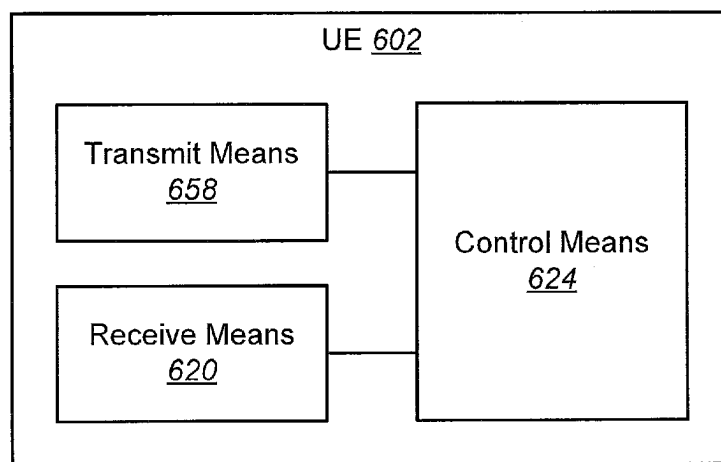 UE 602
Transmit Means
658
Control Means
624
Receive Means
620